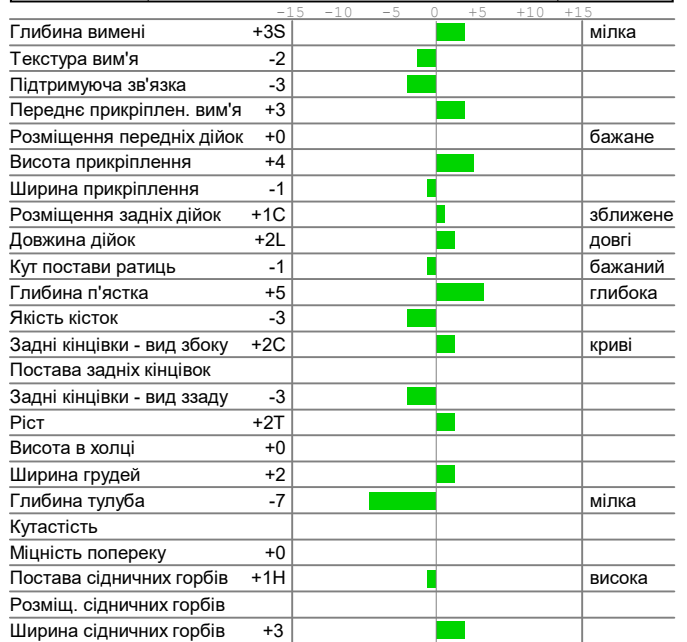 -15 -10 -5 0 +5 +10 +15
Глибина вимені +3S мілка
Текстура вим'я -2
Підтримуюча зв'язка -3
Переднє прикріплен. вим'я +3
Розміщення передніх дійок +0 бажане
Висота прикріплення +4
Ширина прикріплення -1
Розміщення задніх дійок +1C зближене
Довжина дійок +2L довгі
Кут постави ратиць -1 бажаний
Глибина п'ястка +5 глибока
Якість кісток -3
Задні кінцівки - вид збоку +2C криві
Постава задніх кінцівок
Задні кінцівки - вид ззаду -3
Ріст +2T
Висота в холці +0
Ширина грудей +2
Глибина тулуба -7 мілка
Кутастість
Міцність попереку +0
Постава сідничних горбів +1H висока
Розміщ. сідничних горбів
Ширина сідничних горбів +3